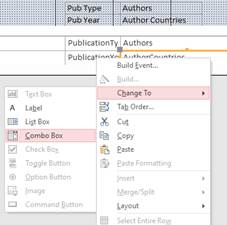 Pub Type Authors
Pub Year Author Countries
PublicationTy Authors
PublicationYe AuthorCountries
Build Event...
Build...
Change To
Tab Order...
Cut
Copy
Paste
Paste Formatting
Insert
Merge/Split
Layout
Select Entire Row
Text Box
Label
List Box
Combo Box
Check Box
Toggle Button
Option Button
Image
Command Button